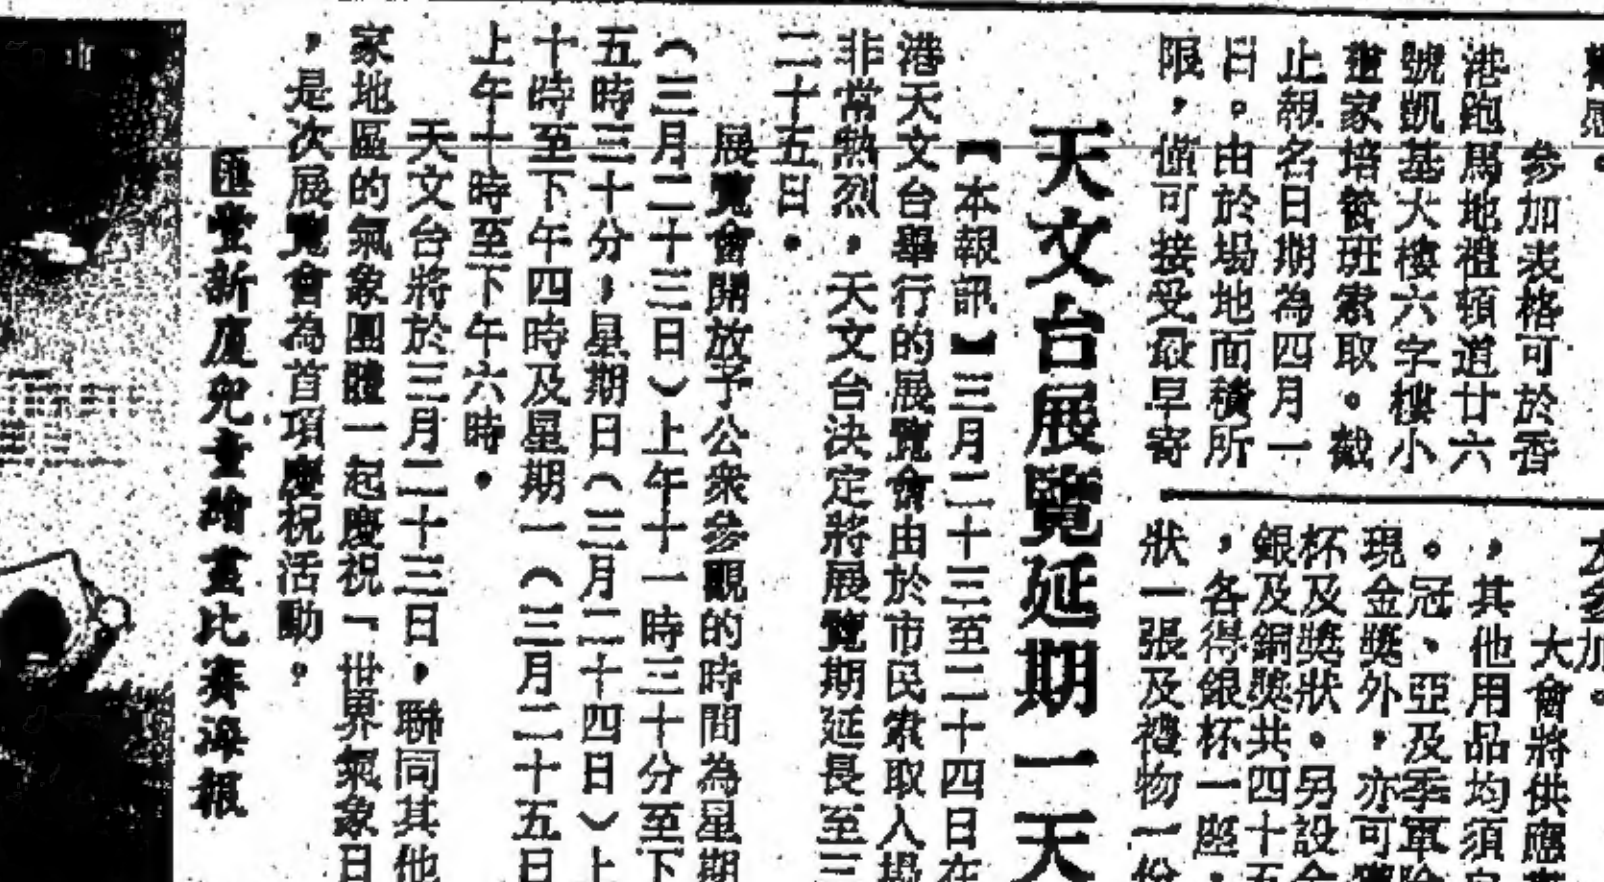 參加表格可於香
港跑馬地禮頓道廿六
號凱基大樓六字樓小
畫家培養班索取。截
止報名日期為四月一
日。由於場地面積所
限，僅可接受最早寄
大參加。
大會將供應
，其他用品均須
。冠、亞及季軍除
現金獎外，亦可獲
杯及獎狀。另設金
銀及銅獎共四十五
，各得銀杯一座，
狀一張及禮物一份
天文台展覽延期一天
【本報訊】三月二十三至二十四日在
港天文台舉行的展覽會由於市民索取入場
非常熱烈，天文台決定將展覽期延長至三
二十五日。
展覽會開放予公衆參觀的時間為星期
（三月二十三日）上午十一時三十分至下
五時三十分，星期日（三月二十四日）上
十時至下午四時及星期一（三月二十五日
上午十時至下午六時。
天文台將於三月二十三日，聯同其他
家地區的氣象團體一起慶祝「世界氣象日
，是次展覽會為首項慶祝活動。
匯豐新廈兒童繪畫比賽海報